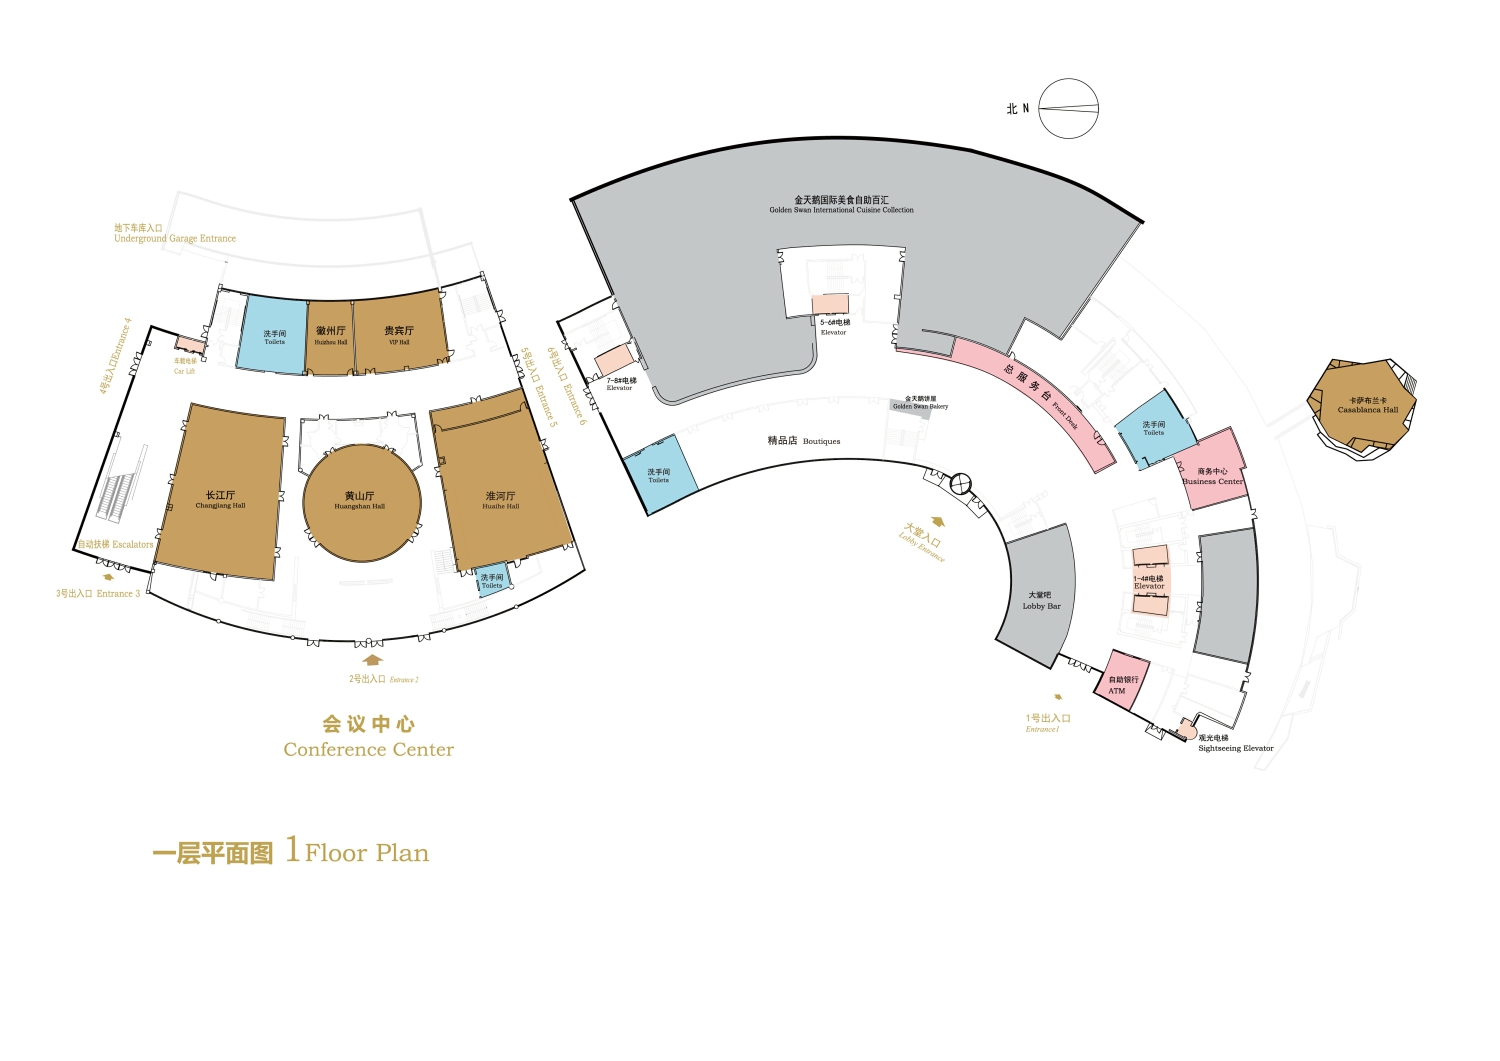 北 N
金天鹅国际美食自助百汇
Golden Swan International Cuisine Collection
地下车库入口
Underground Garage Entrance
4号出入口Entrance 4
车载电梯
Car Lift
洗手间
Toilets
徽州厅
Huizhou Hall
贵宾厅
VIP Hall
5号出入口 Entrance 5
6号出入口 Entrance 6
7-8#电梯
Elevator
5-6#电梯
Elevator
总服务台 Front Desk
金天鹅饼屋
Golden Swan Bakery
精品店 Boutiques
洗手间
Toilets
洗手间
Toilets
商务中心
Business Center
卡萨布兰卡
Casablanca Hall
长江厅
Changjiang Hall
黄山厅
Huangshan Hall
淮河厅
Huaihe Hall
自动扶梯 Escalators
3号出入口 Entrance 3
洗手间
Toilets
大堂入口
Lobby Entrance
大堂吧
Lobby Bar
1-4#电梯
Elevator
自助银行
ATM
观光电梯
Sightseeing Elevator
1号出入口
Entrance1
2号出入口 Entrance 2
会议中心
Conference Center
一层平面图 1 Floor Plan